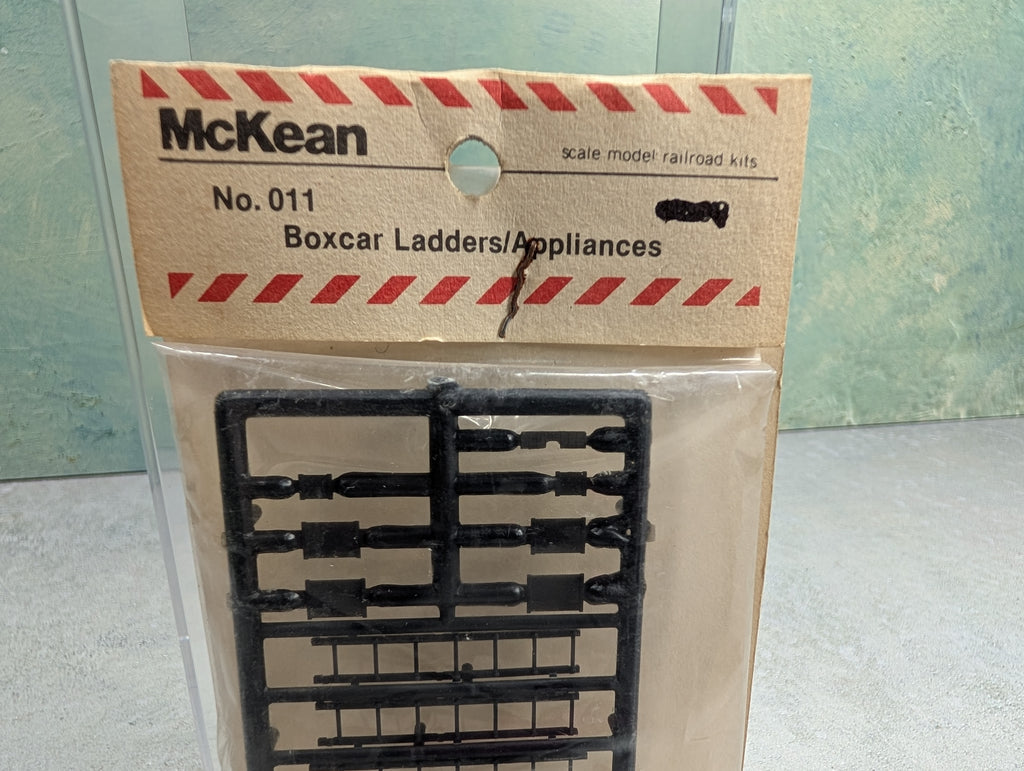 McKean
scale model railroad kits
No. 011
Boxcar Ladders/Appliances